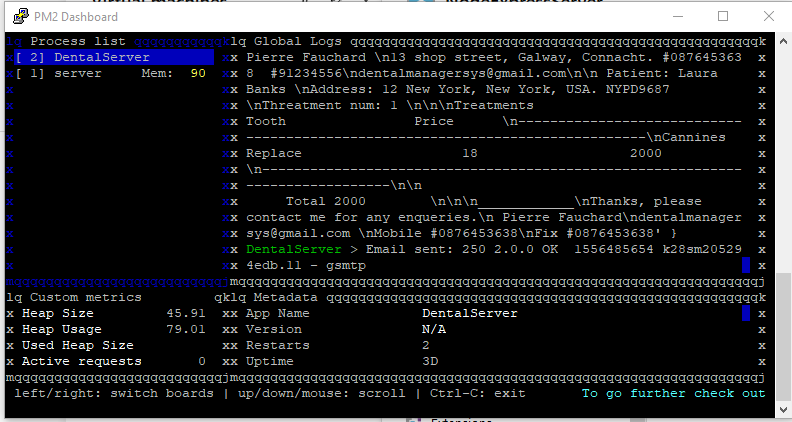 PM2 Dashboard
lq Process list qqqqqqqqqqqklq Global Logs qqqqqqqqqqqqqqqqqqqqqqqqqqqqqqqqqqqqqqqqqqk
x[ 2] DentalServer xx Pierre Fauchard \n13 shop street, Galway, Connacht. #087645363 x
x[ 1] server Mem: 90 xx 8 #91234556\ndentalmanagersys@gmail.com\n\n Patient: Laura x
x xx Banks \nAddress: 12 New York, New York, USA. NYPD9687 x
x xx \nTreatment num: 1 \n\n\nTreatments x
x xx Tooth Price \n---------------------------- x
x xx --------------------------------------------------\nCannines x
x xx Replace 18 2000 x
x xx \n------------------------------------------------------------ x
x xx ------------------\n\n x
x xx Total 2000 \n\n\n____________\nThanks, please x
x xx contact me for any enqueries.\n Pierre Fauchard\ndentalmanager x
x xx sys@gmail.com \nMobile #0876453638\nFix #0876453638' } x
x xx DentalServer > Email sent: 250 2.0.0 OK 1556485654 k28sm20529 x
x xx 4edb.11 - gsmtp x
mqqqqqqqqqqqqqqqqqqqqqqqqqqjmqqqqqqqqqqqqqqqqqqqqqqqqqqqqqqqqqqqqqqqqqqqqqqqqqqqqqqqqqqj
lq Custom metrics qklq Metadata qqqqqqqqqqqqqqqqqqqqqqqqqqqqqqqqqqqqqqqqqqqqqqk
x Heap Size 45.91 xx App Name DentalServer x
x Heap Usage 79.01 xx Version N/A x
x Used Heap Size xx Restarts 2 x
x Active requests 0 xx Uptime 3D x
mqqqqqqqqqqqqqqqqqqqqqqqqqqjmqqqqqqqqqqqqqqqqqqqqqqqqqqqqqqqqqqqqqqqqqqqqqqqqqqqqqqqqqqj
left/right: switch boards | up/down/mouse: scroll | Ctrl-C: exit To go further check out